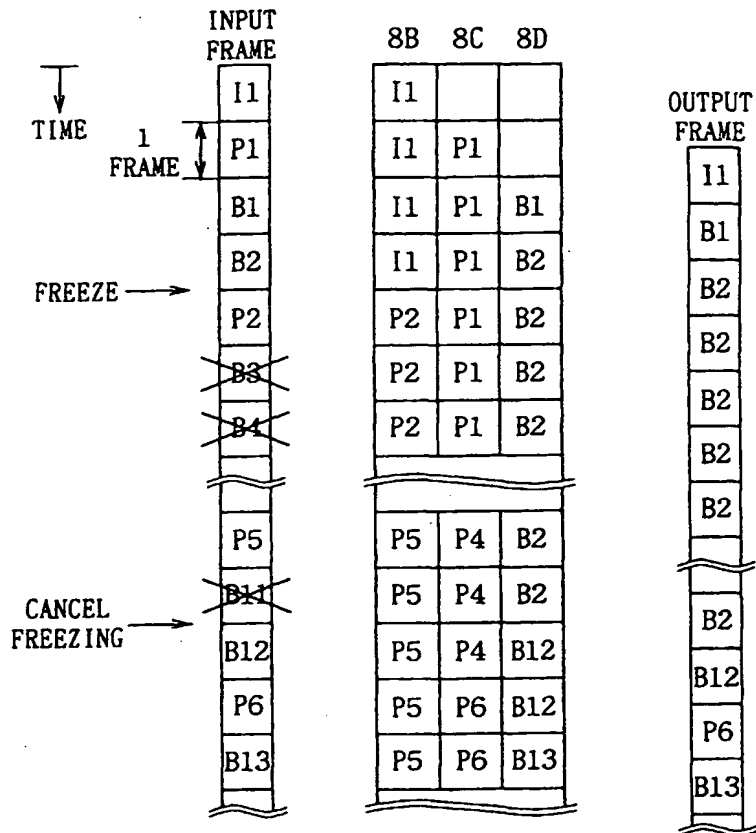 INPUT
FRAME
8B 8C 8D
TIME
I1 I1
1
FRAME
P1 I1 P1
B1 I1 P1 B1
B2 I1 P1 B2
FREEZE
P2 P2 P1 B2
B3 P2 P1 B2
B4 P2 P1 B2
P5 P5 P4 B2
B11 P5 P4 B2
CANCEL
FREEZING
B12 P5 P4 B12
P6 P5 P6 B12
B13 P5 P6 B13
OUTPUT
FRAME
I1
B1
B2
B2
B2
B2
B2
B2
B12
P6
B13